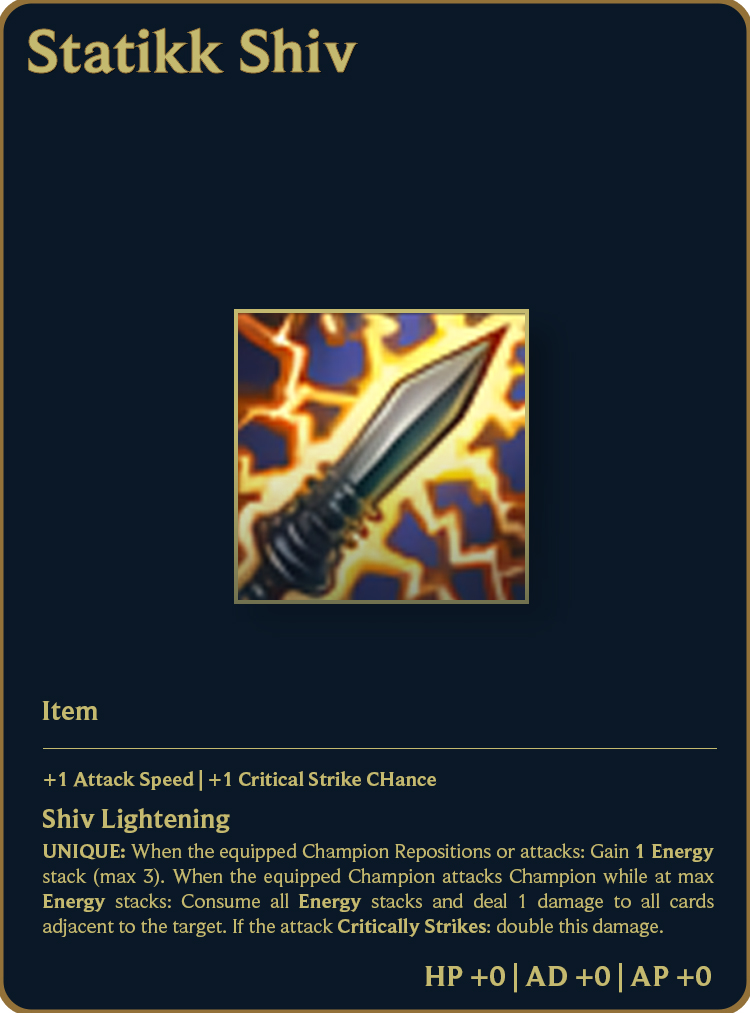 Statikk Shiv
Item
+1 Attack Speed | +1 Critical Strike CHance
Shiv Lightening
UNIQUE: When the equipped Champion Repositions or attacks: Gain 1 Energy
stack (max 3). When the equipped Champion attacks Champion while at max
Energy stacks: Consume all Energy stacks and deal 1 damage to all cards
adjacent to the target. If the attack Critically Strikes: double this damage.
HP +0 | AD +0 | AP +0